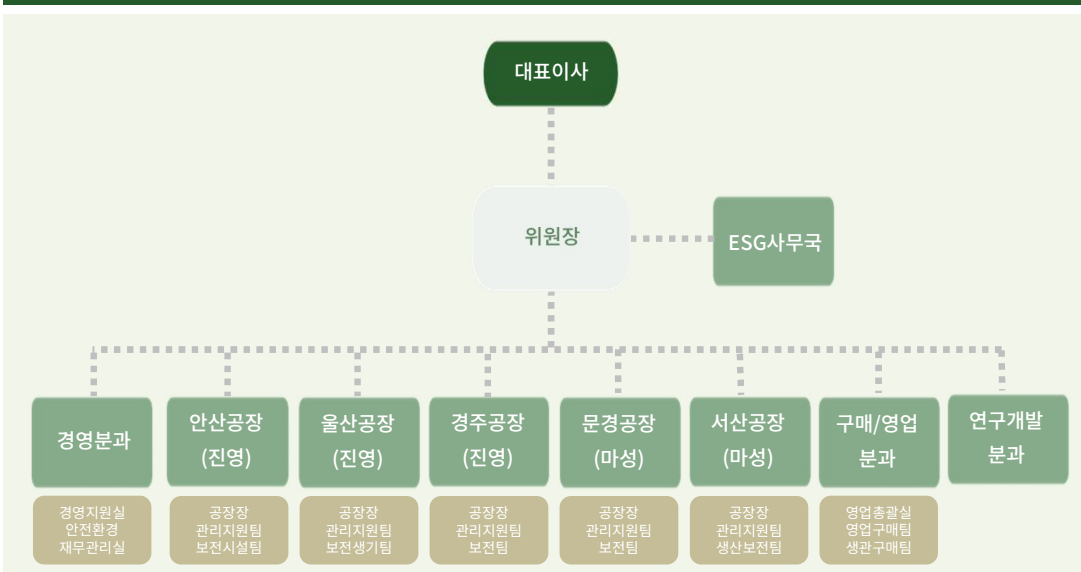 대표이사
위원장
ESG사무국
경영분과
안산공장
(진영)
울산공장
(진영)
경주공장
(진영)
문경공장
(마성)
서산공장
(마성)
구매/영업
분과
연구개발
분과
경영지원실
안전환경
재무관리실
공장장
관리지원팀
보전시설팀
공장장
관리지원팀
보전생기팀
공장장
관리지원팀
보전팀
공장장
관리지원팀
보전팀
공장장
관리지원팀
생산보전팀
영업총괄실
영업구매팀
생관구매팀